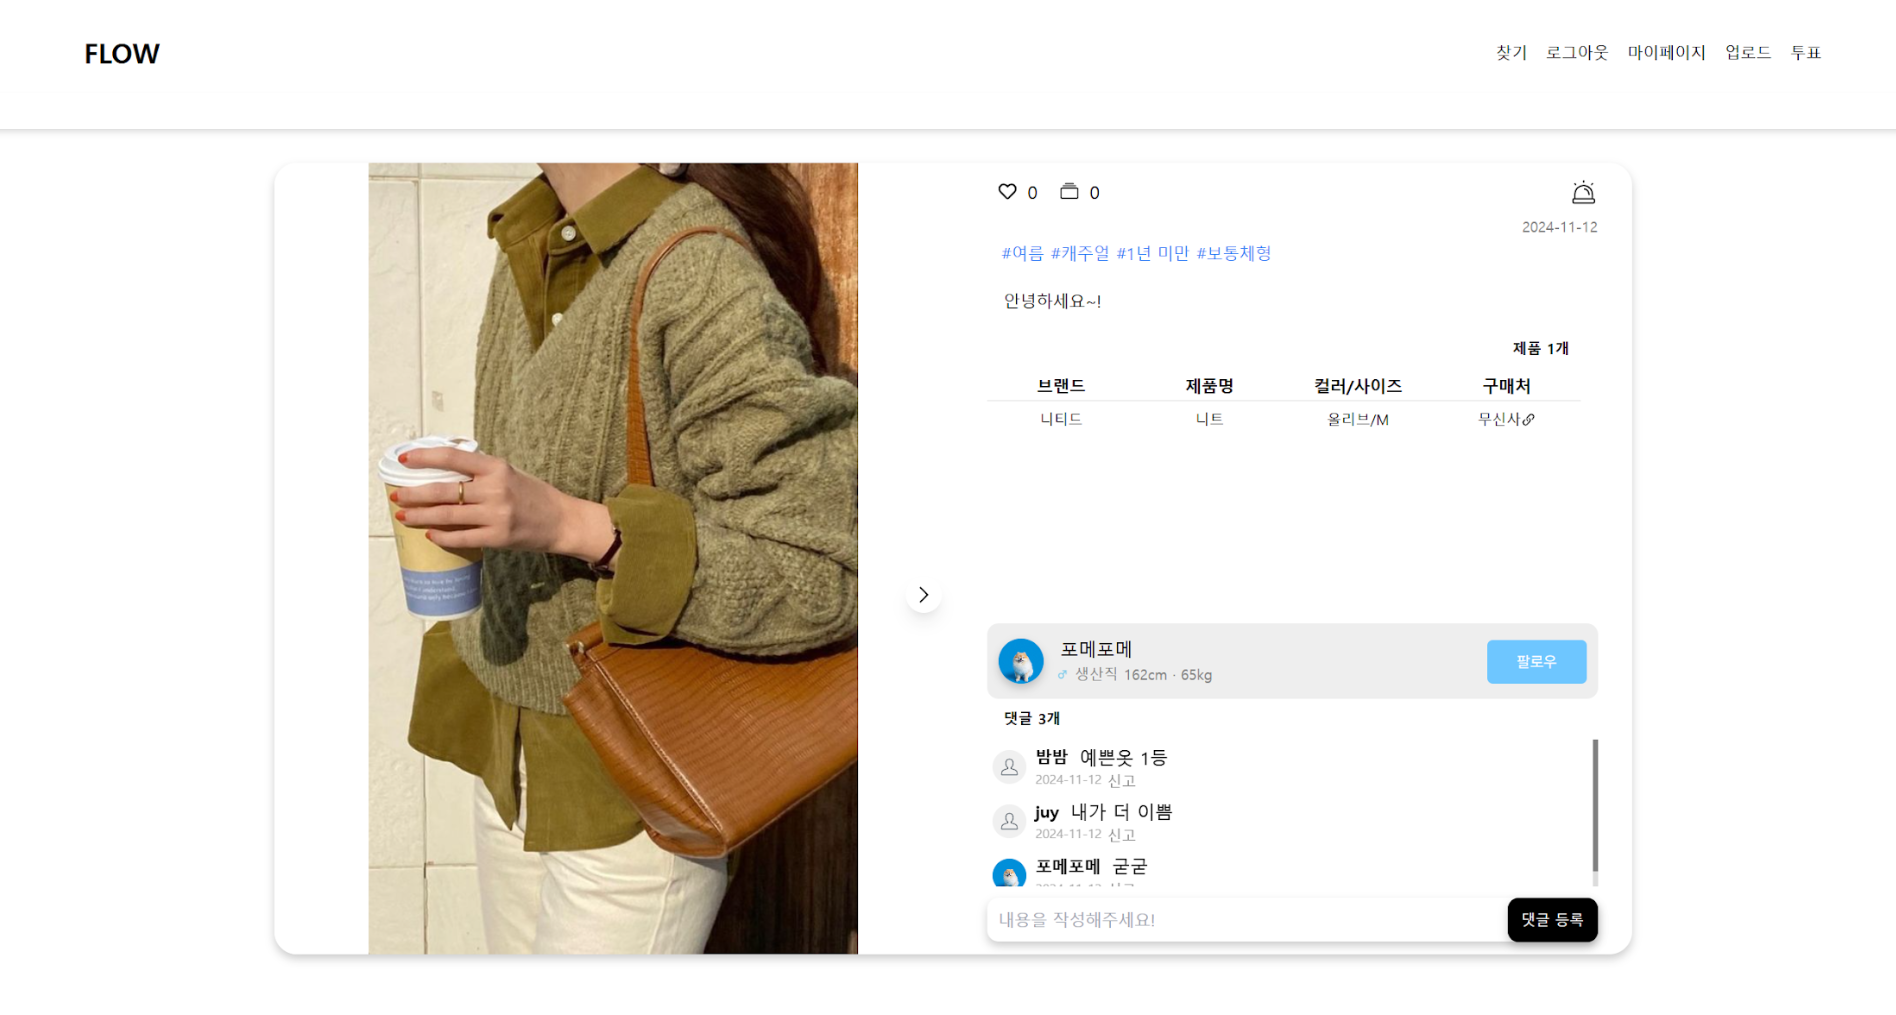 FLOW
찾기 로그아웃 마이페이지 업로드 투표
0 0
2024-11-12
#여름 #캐주얼 #1년 미만 #보통체형
안녕하세요~!
제품 1개
브랜드 제품명 컬러/사이즈 구매처
니티드 니트 올리브/M 무신사
포메포메
♂ 생산직 162cm · 65kg
팔로우
댓글 3개
밤밤 예쁜옷 1등
2024-11-12 신고
juy 내가 더 이쁨
2024-11-12 신고
포메포메 굳굳
2024-11-12 신고
내용을 작성해주세요!
댓글 등록